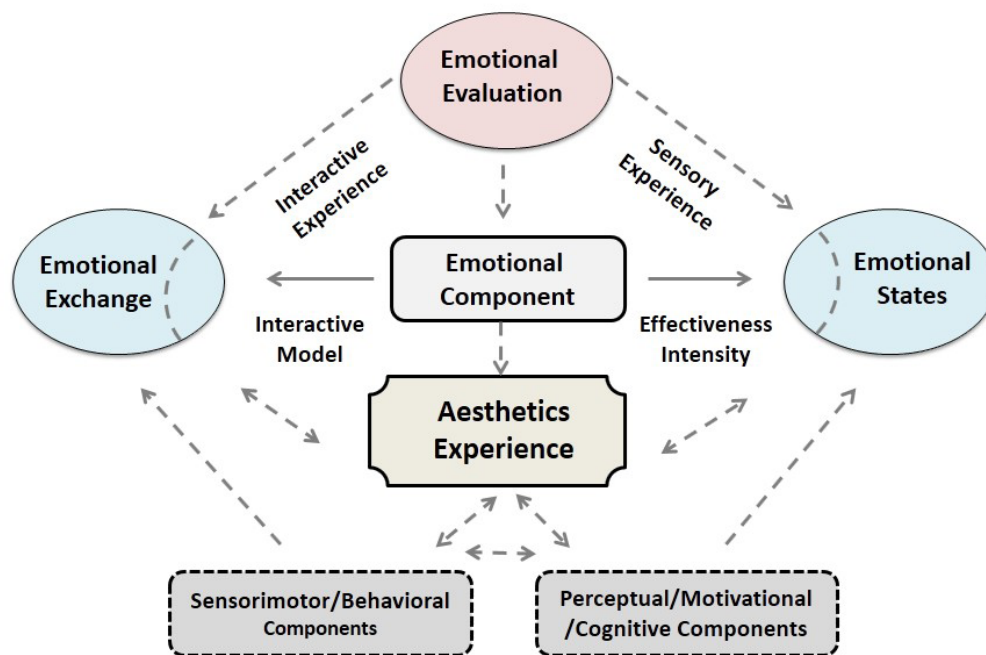 Emotional
Evaluation
Interactive
Experience
Sensory
Experience
Emotional
Exchange
Emotional
Component
Emotional
States
Interactive
Model
Effectiveness
Intensity
Aesthetics
Experience
Sensorimotor/Behavioral
Components
Perceptual/Motivational
/Cognitive Components